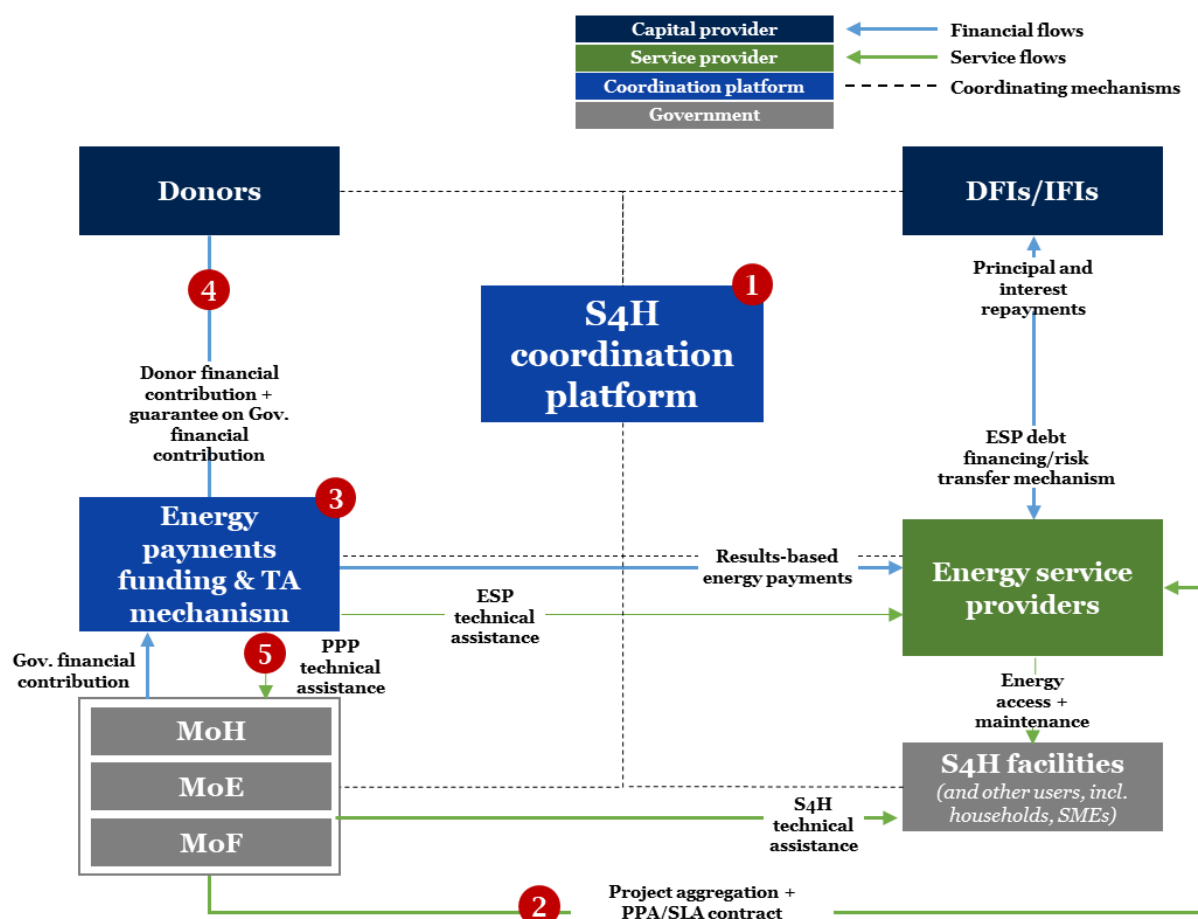 Capital provider
Financial flows
Service provider
Service flows
Coordination platform
Coordinating mechanisms
Government
Donors
DFIs/IFIs
4
1
Principal and
interest
repayments
S4H
coordination
platform
Donor financial
contribution +
guarantee on Gov.
financial
contribution
ESP debt
financing/risk
transfer mechanism
3
Energy
payments
funding & TA
mechanism
Results-based
energy payments
Energy service
providers
ESP
technical
assistance
Gov. financial
contribution
5
PPP
technical
assistance
Energy
access +
maintenance
MoH
MoE
MoF
S4H facilities
(and other users, incl.
households, SMEs)
S4H
technical
assistance
2
Project aggregation +
PPA/SLA contract